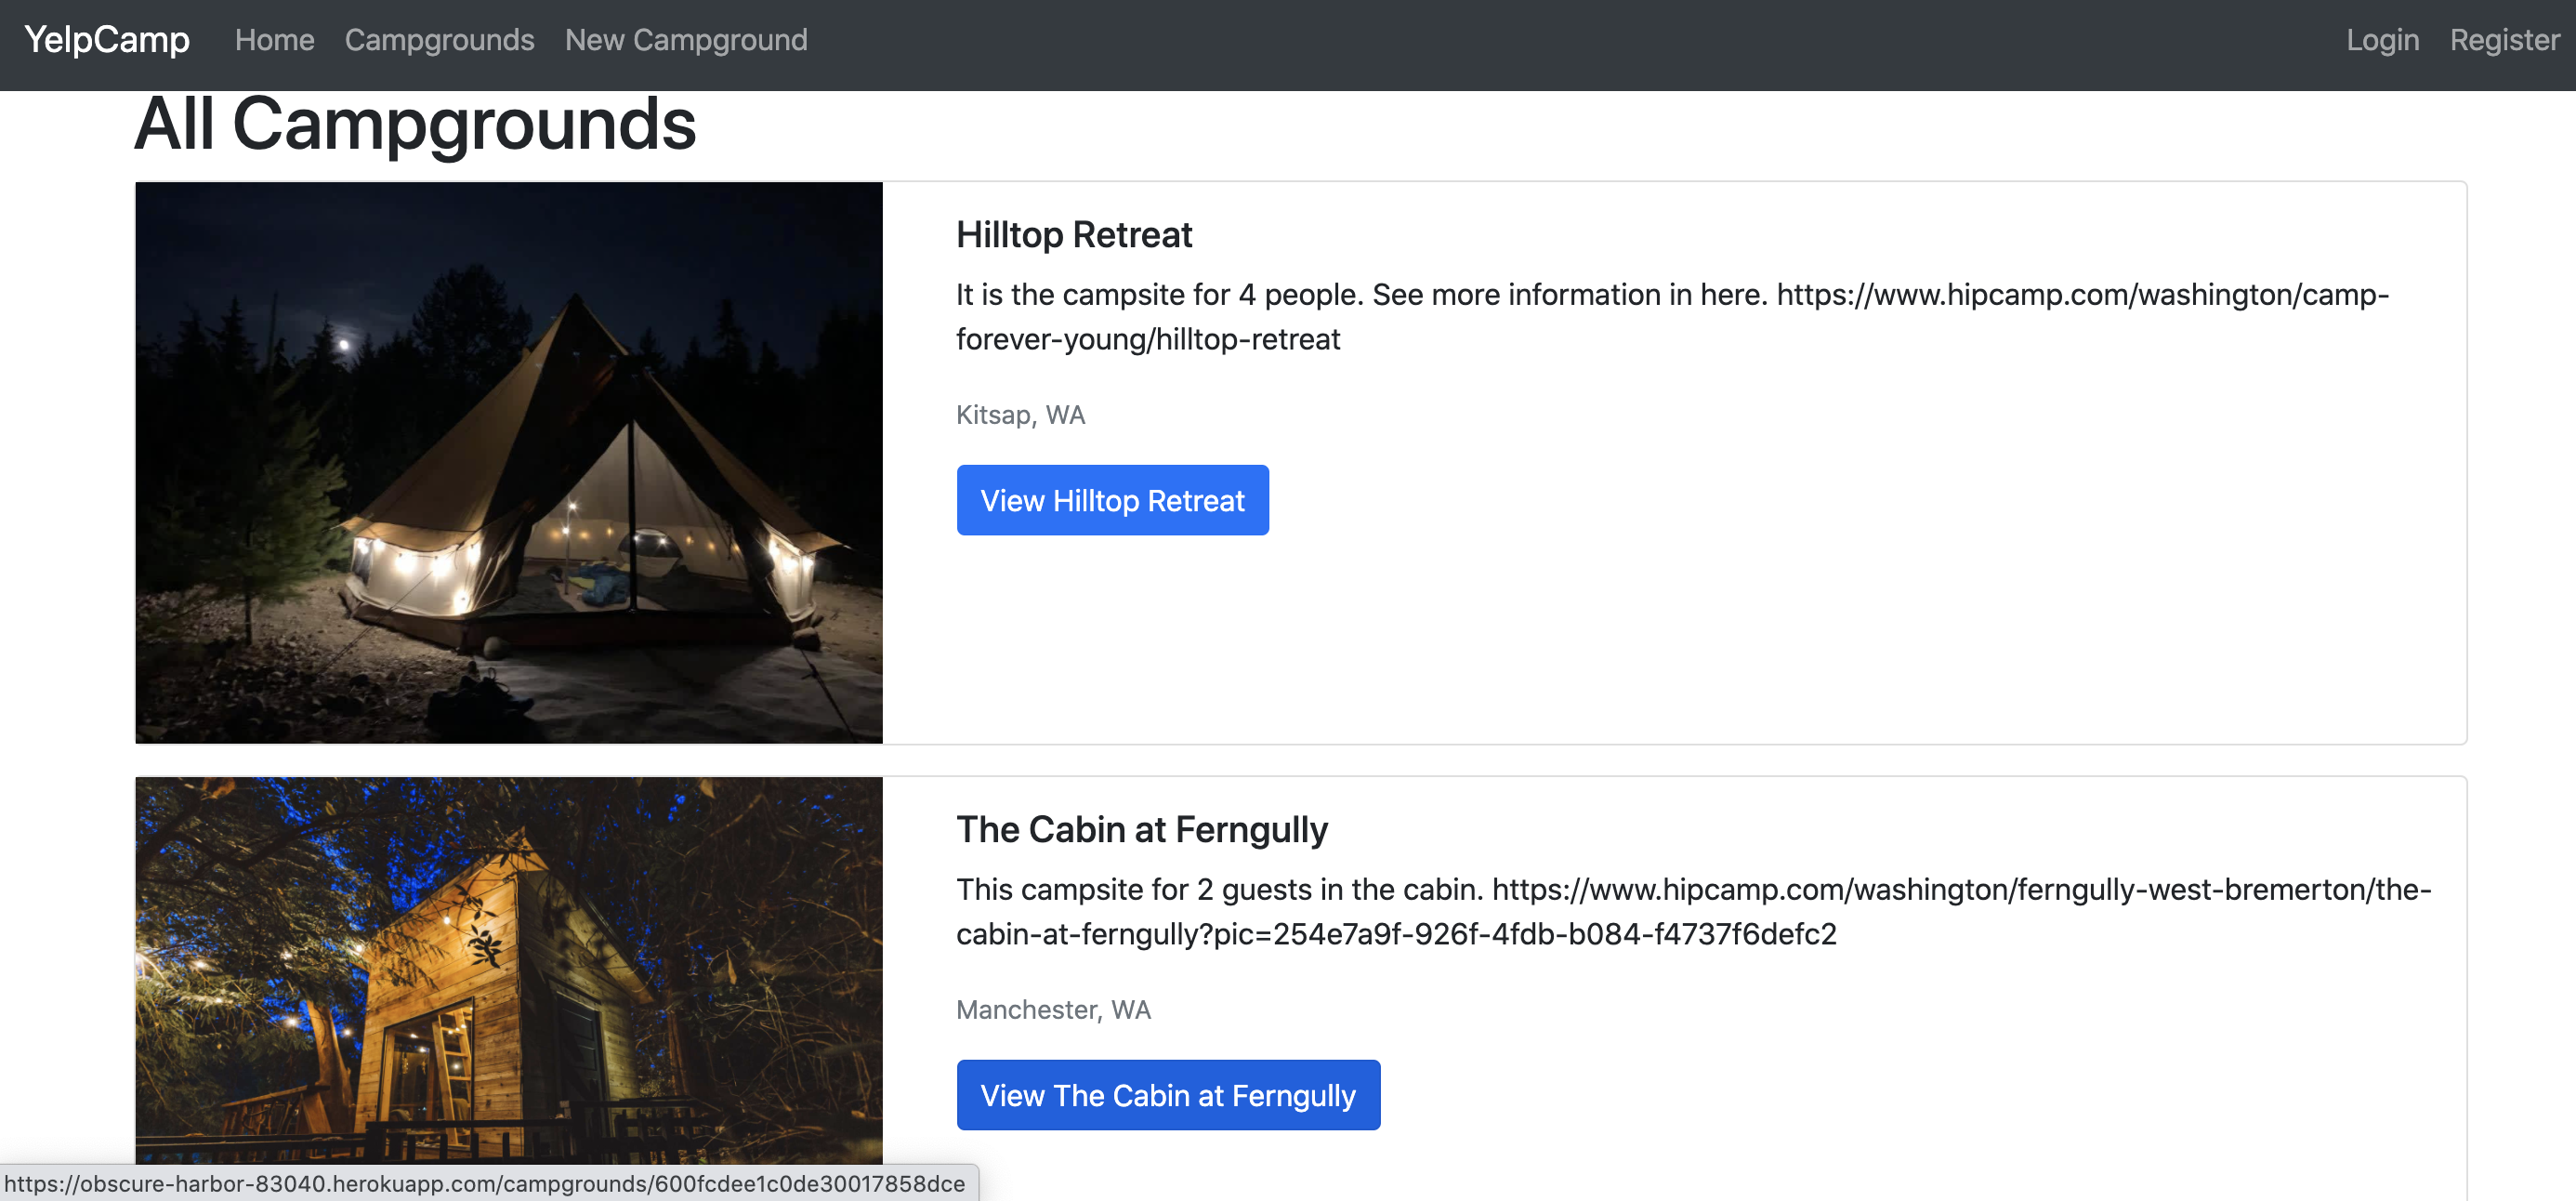 YelpCamp Home Campgrounds New Campground Login Register
All Campgrounds
Hilltop Retreat
It is the campsite for 4 people. See more information in here. https://www.hipcamp.com/washington/camp-
forever-young/hilltop-retreat
Kitsap, WA
View Hilltop Retreat
The Cabin at Ferngully
This campsite for 2 guests in the cabin. https://www.hipcamp.com/washington/ferngully-west-bremerton/the-
cabin-at-ferngully?pic=254e7a9f-926f-4fdb-b084-f4737f6defc2
Manchester, WA
View The Cabin at Ferngully
https://obscure-harbor-83040.herokuapp.com/campgrounds/600fcdee1c0de30017858dce